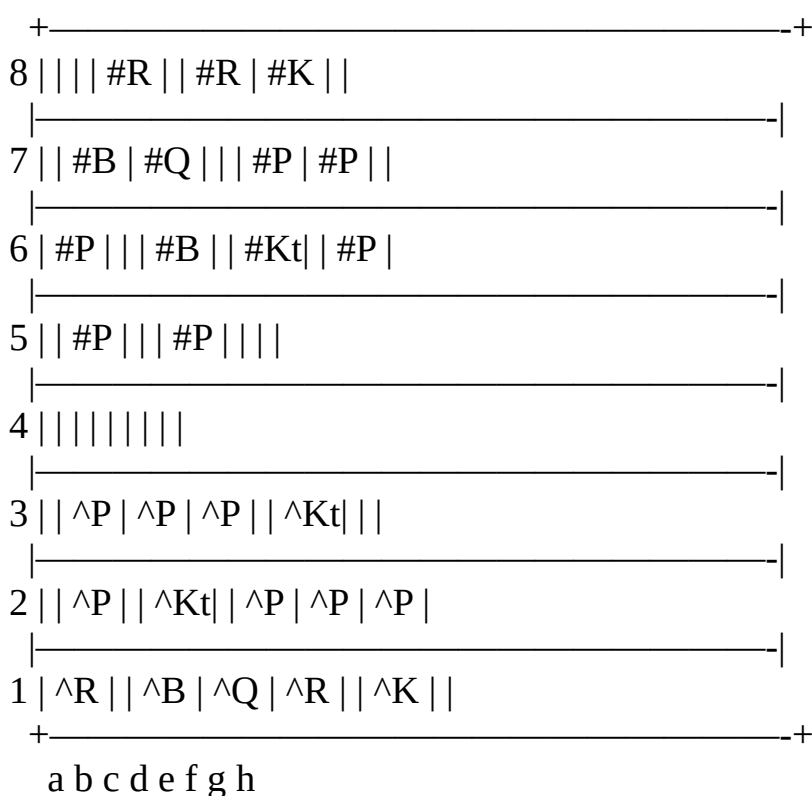 +————————————————-+
8 | | | | #R | | #R | #K | |
|————————————————-|
7 | | #B | #Q | | | #P | #P | |
|————————————————-|
6 | #P | | | #B | | #Kt| | #P |
|————————————————-|
5 | | #P | | | #P | | | |
|————————————————-|
4 | | | | | | | | |
|————————————————-|
3 | | ^P | ^P | ^P | | ^Kt| | |
|————————————————-|
2 | | ^P | | ^Kt| | ^P | ^P | ^P |
|————————————————-|
1 | ^R | | ^B | ^Q | ^R | | ^K | |
+————————————————-+
a b c d e f g h